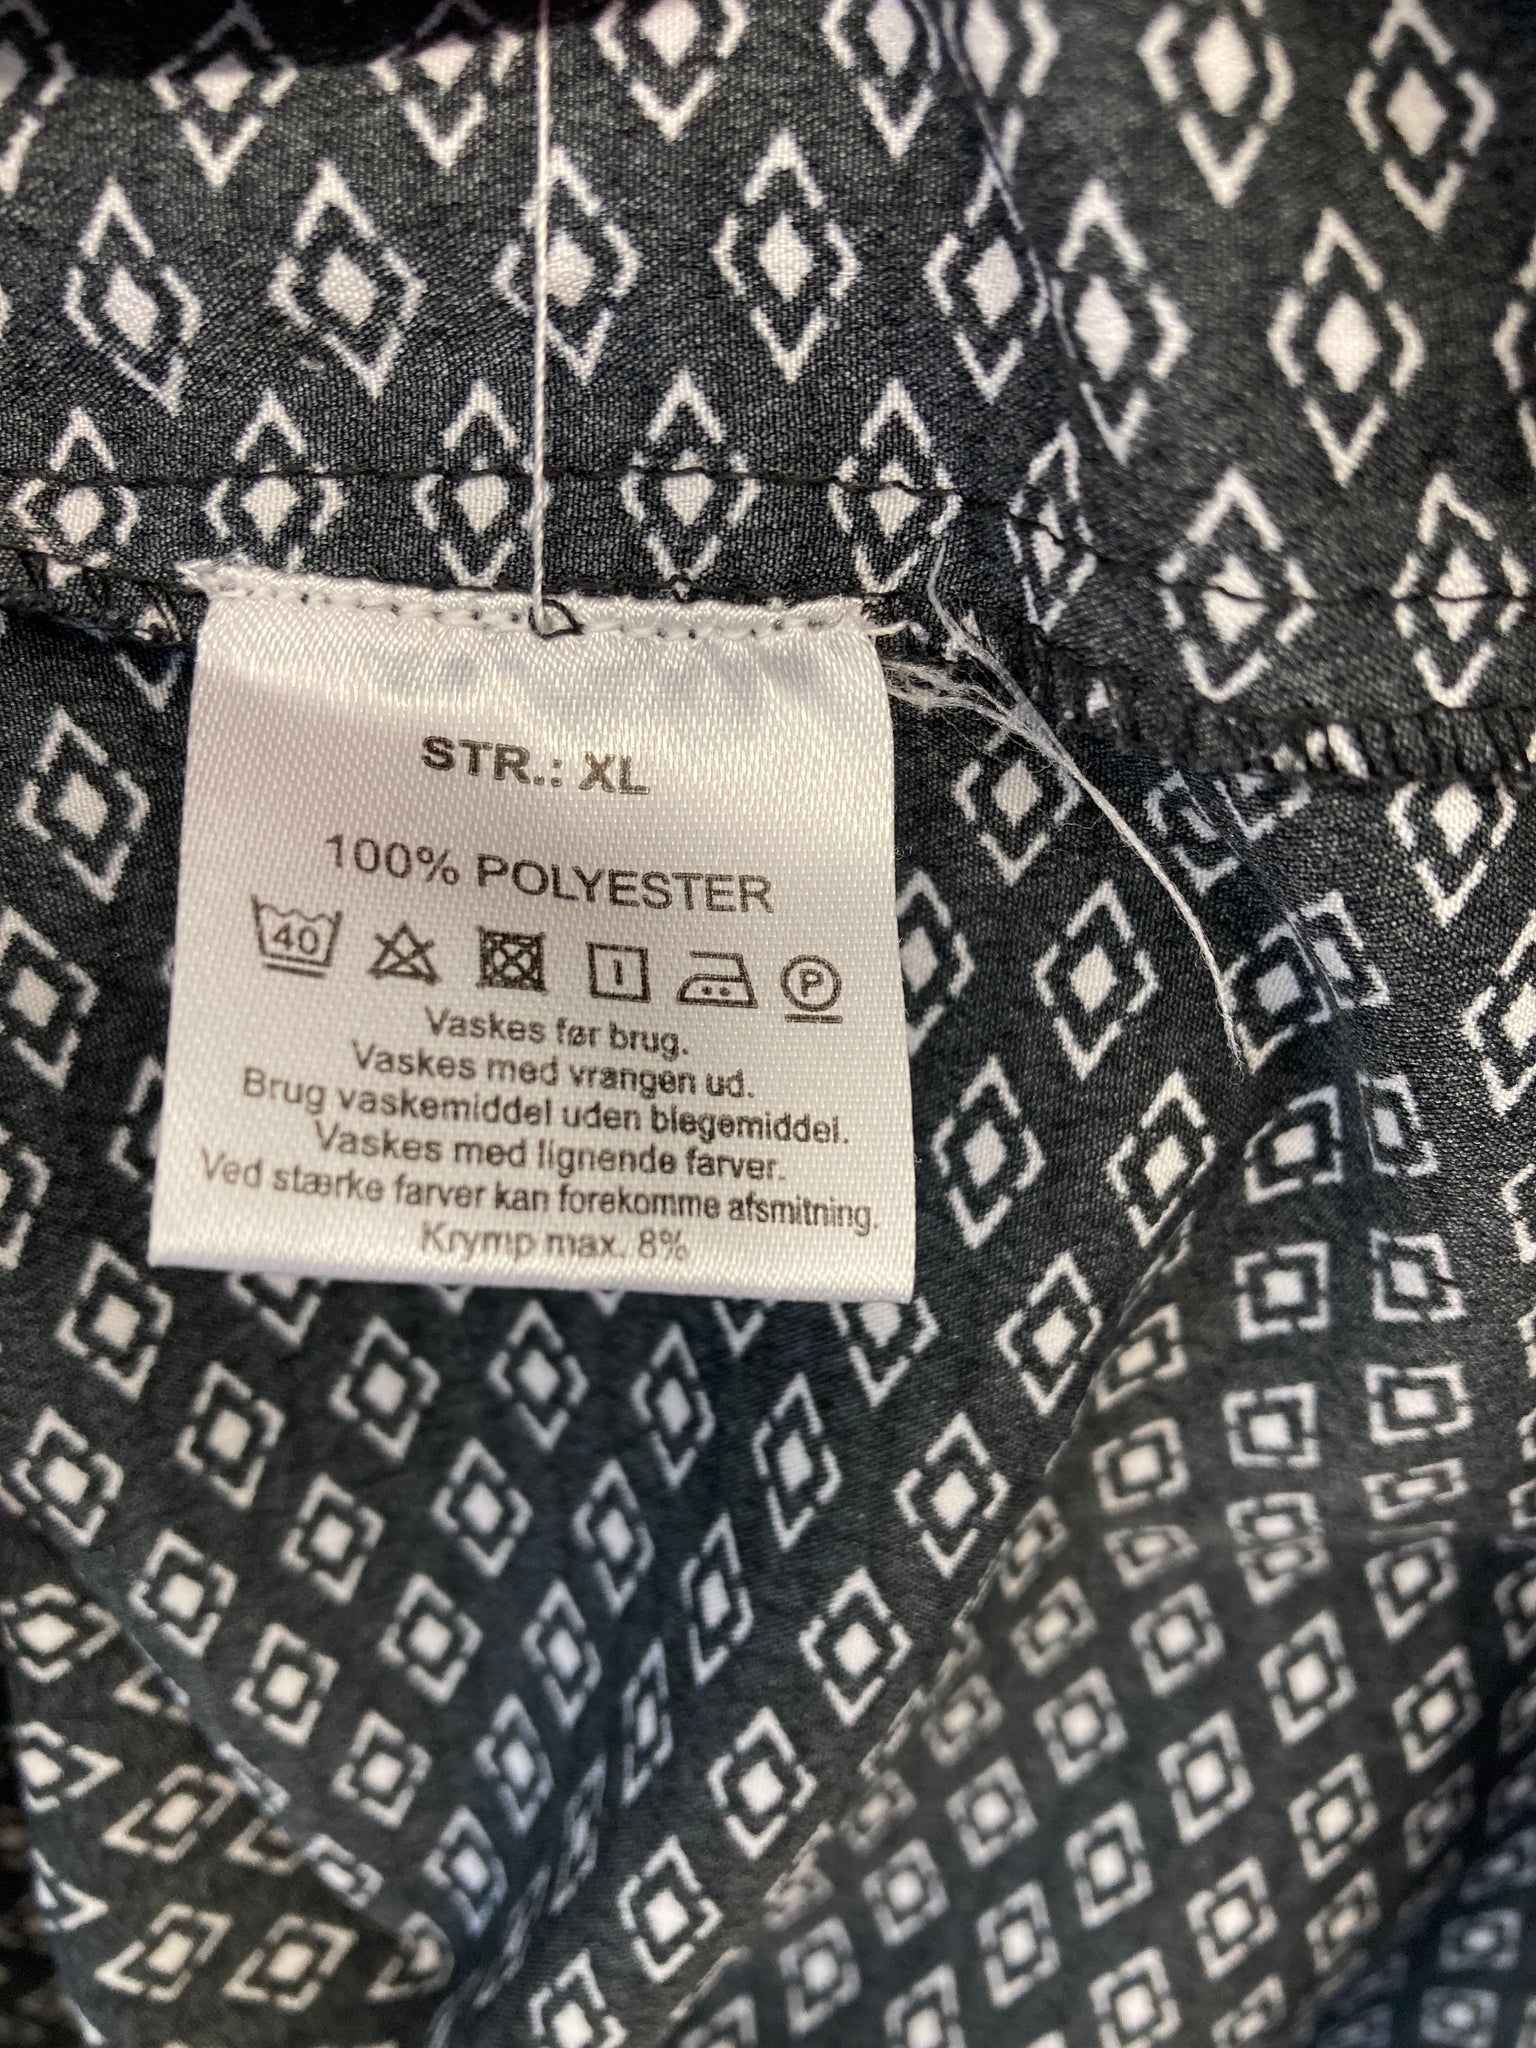 STR.: XL
100% POLYESTER
40 P
Vaskes før brug.
Vaskes med vrangen ud.
Brug vaskemiddel uden blegemiddel.
Vaskes med lignende farver.
Ved stærke farver kan forekomme afsmitning.
Krymp max. 8%